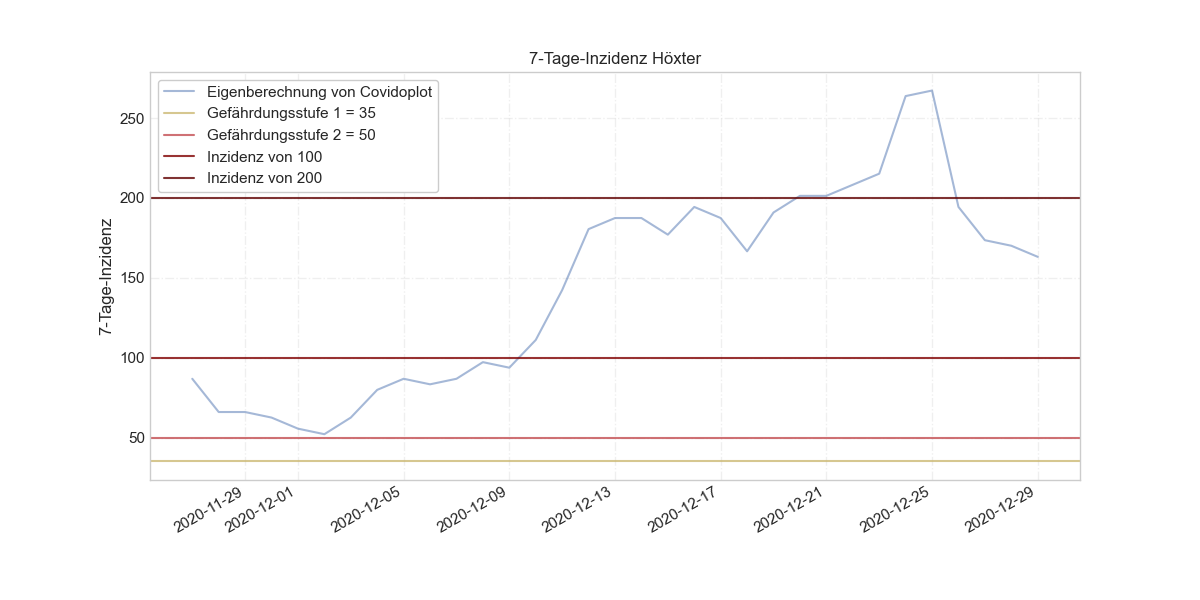 7-Tage-Inzidenz Höxter
Eigenberechnung von Covidoplot
Gefährdungsstufe 1 = 35
Gefährdungsstufe 2 = 50
Inzidenz von 100
Inzidenz von 200
7-Tage-Inzidenz
250
200
150
100
50
2020-11-29
2020-12-01
2020-12-05
2020-12-09
2020-12-13
2020-12-17
2020-12-21
2020-12-25
2020-12-29